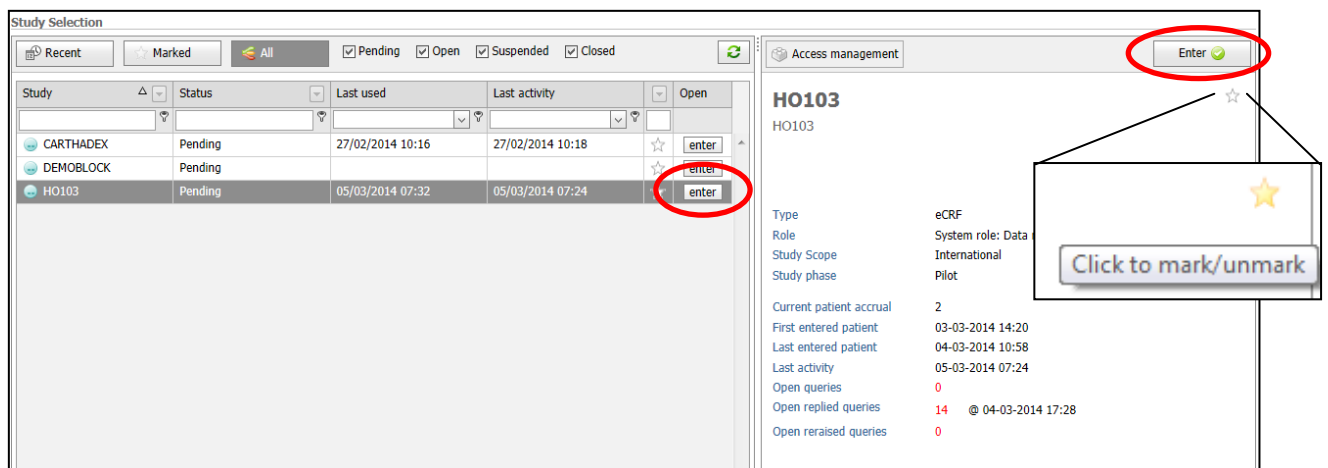 Study Selection
Recent Marked All Pending Open Suspended Closed
Study Status Last used Last activity Open
CARTHADEX Pending 27/02/2014 10:16 27/02/2014 10:18 enter
DEMOBLOCK Pending enter
HO103 Pending 05/03/2014 07:32 05/03/2014 07:24 enter
Access management Enter
HO103
HO103
Type eCRF
Role System role: Data
Study Scope International
Study phase Pilot
Click to mark/unmark
Current patient accrual 2
First entered patient 03-03-2014 14:20
Last entered patient 04-03-2014 10:58
Last activity 05-03-2014 07:24
Open queries 0
Open replied queries 14 @ 04-03-2014 17:28
Open reraised queries 0